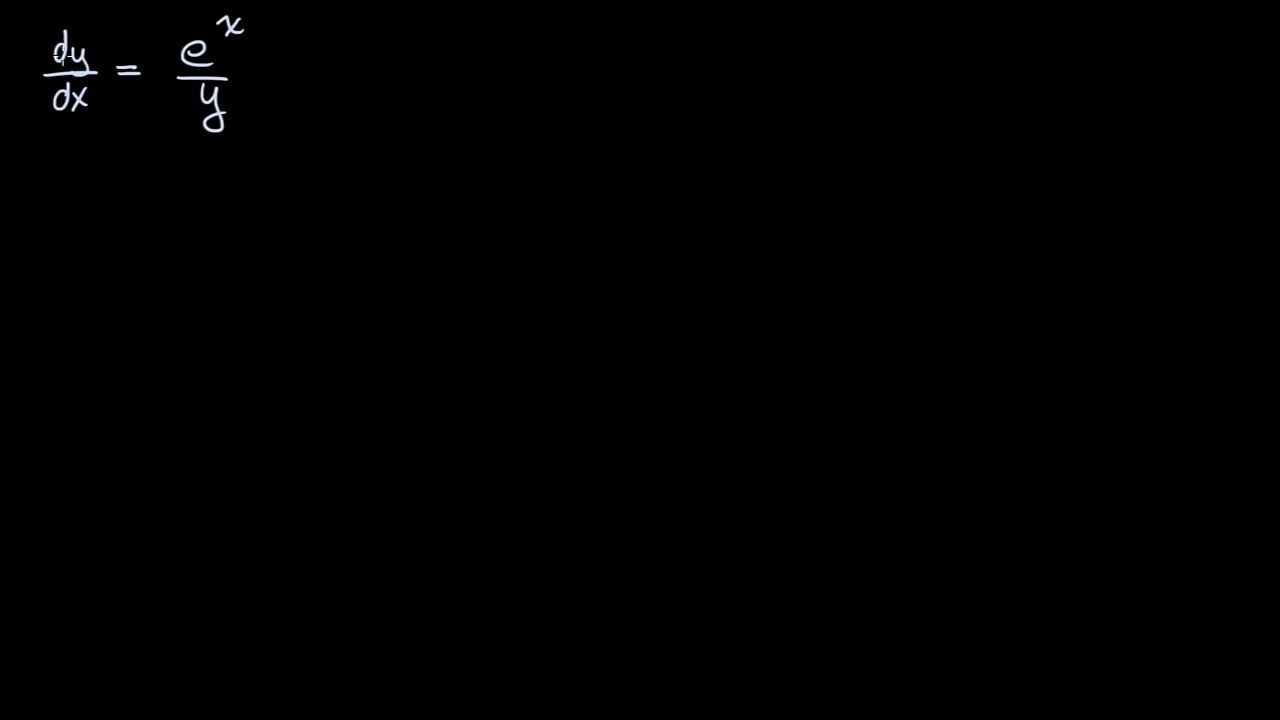 dy/dx = e^x/y